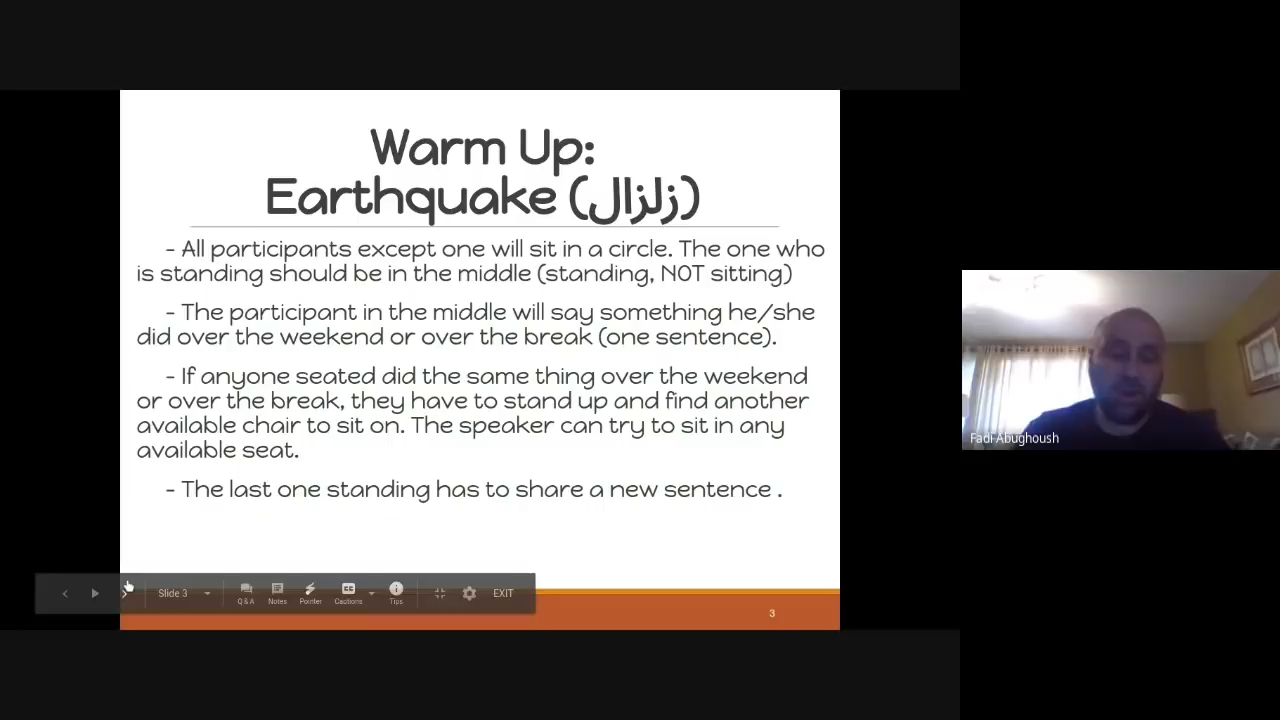 Warm Up:
Earthquake (زلزال)
- All participants except one will sit in a circle. The one who
is standing should be in the middle (standing, NOT sitting)
- The participant in the middle will say something he/she
did over the weekend or over the break (one sentence).
- If anyone seated did the same thing over the weekend
or over the break, they have to stand up and find another
available chair to sit on. The speaker can try to sit in any
available seat.
- The last one standing has to share a new sentence .
Slide 3
Q & A
Notes
Pointer
CC
Captions
Tips
EXIT
3
Fadi Abughoush